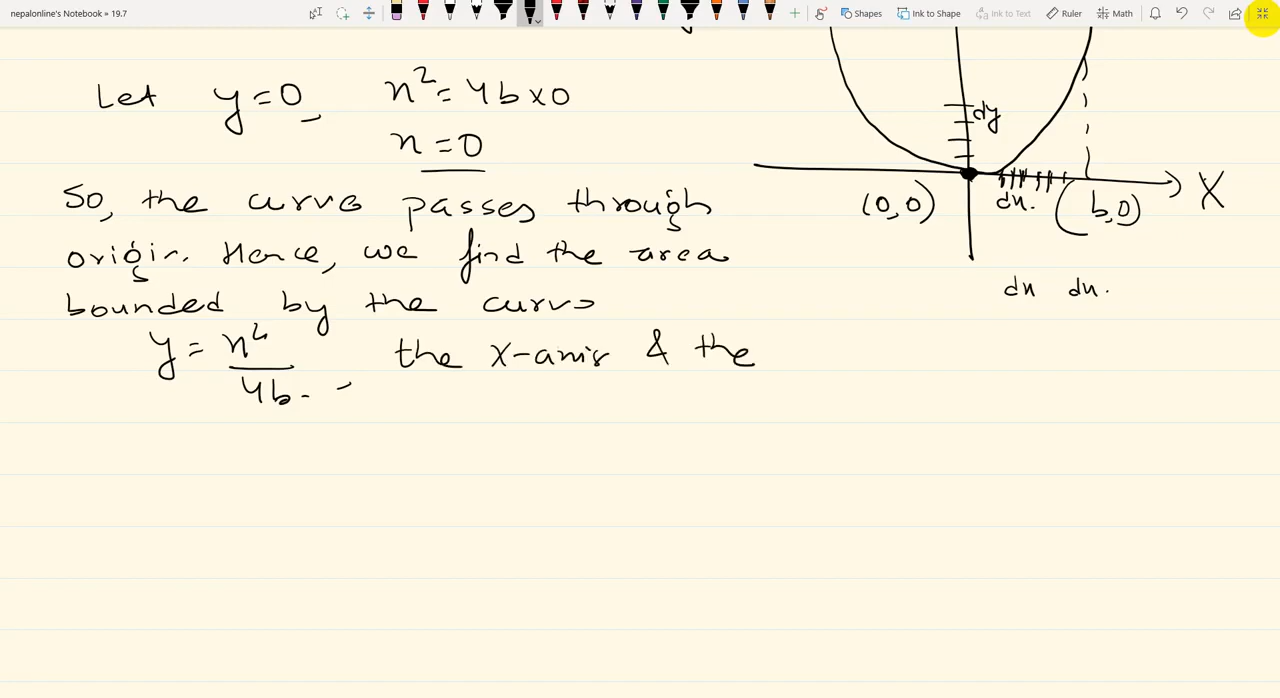 nepalonline's Notebook » 19.7
Shapes Ink to Shape Ink to Text Ruler Math
Let y=0, x²=4b×0
x=0
So, the curve passes through
origin. Hence, we find the area
bounded by the curve
y = x²/4b. the X-axis & the
dy
X
(0,0) dx. (b,0)
dx dx.